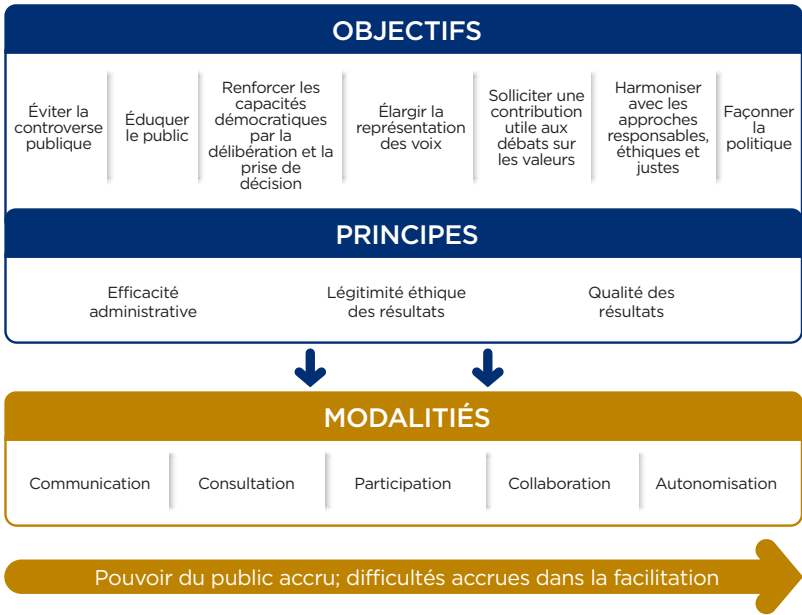 OBJECTIFS
Éviter la
controverse
publique
Éduquer
le public
Renforcer les
capacités
démocratiques
par la
délibération et la
prise de
décision
Élargir la
représentation
des voix
Solliciter une
contribution
utile aux
débats sur
les valeurs
Harmoniser
avec les
approches
responsables,
éthiques et
justes
Façonner
la
politique
PRINCIPES
Efficacité
administrative
Légitimité éthique
des résultats
Qualité des
résultats
MODALITIÉS
Communication
Consultation
Participation
Collaboration
Autonomisation
Pouvoir du public accru; difficultés accrues dans la facilitation